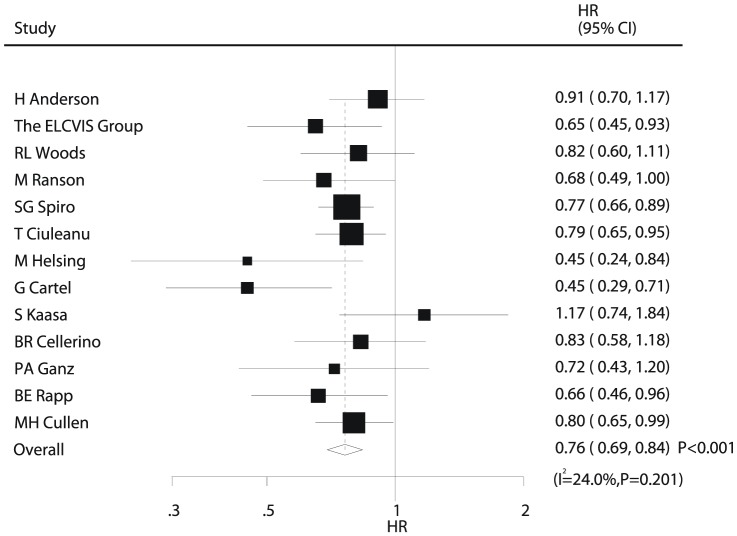 Study HR (95% CI)
H Anderson 0.91 ( 0.70, 1.17)
The ELCVIS Group 0.65 ( 0.45, 0.93)
RL Woods 0.82 ( 0.60, 1.11)
M Ranson 0.68 ( 0.49, 1.00)
SG Spiro 0.77 ( 0.66, 0.89)
T Ciuleanu 0.79 ( 0.65, 0.95)
M Helsing 0.45 ( 0.24, 0.84)
G Cartel 0.45 ( 0.29, 0.71)
S Kaasa 1.17 ( 0.74, 1.84)
BR Cellerino 0.83 ( 0.58, 1.18)
PA Ganz 0.72 ( 0.43, 1.20)
BE Rapp 0.66 ( 0.46, 0.96)
MH Cullen 0.80 ( 0.65, 0.99)
Overall 0.76 ( 0.69, 0.84) P<0.001
(I²=24.0%,P=0.201)
.3 .5 1 2
HR